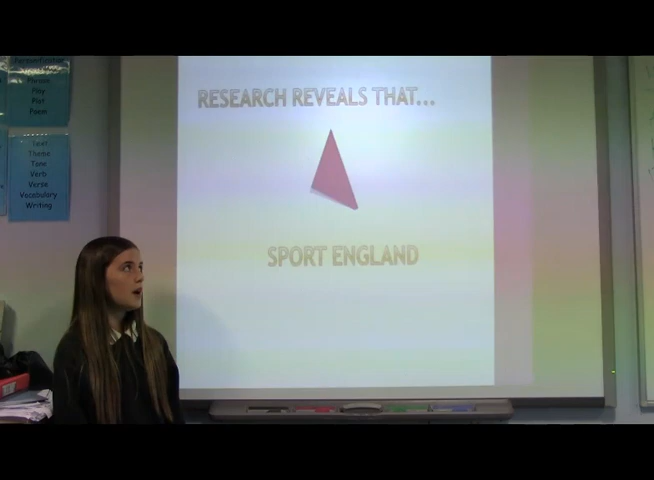 RESEARCH REVEALS THAT...
SPORT ENGLAND
Play
Plot
Poem
Text
Theme
Tone
Verb
Verse
Vocabulary
Writing